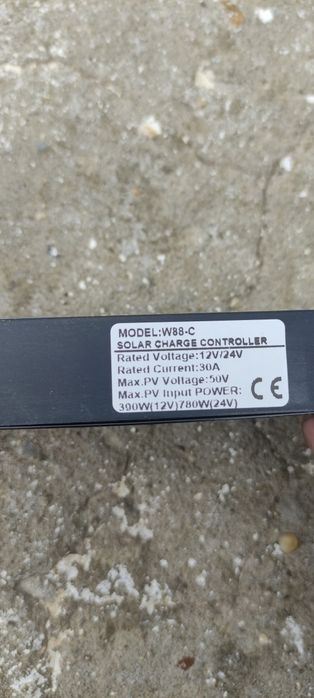 MODEL:W88-C
SOLAR CHARGE CONTROLLER
Rated Voltage:12V/24V
Rated Current:30A
Max.PV Voltage:50V
Max.PV Input POWER:
390W(12V)780W(24V)
CE